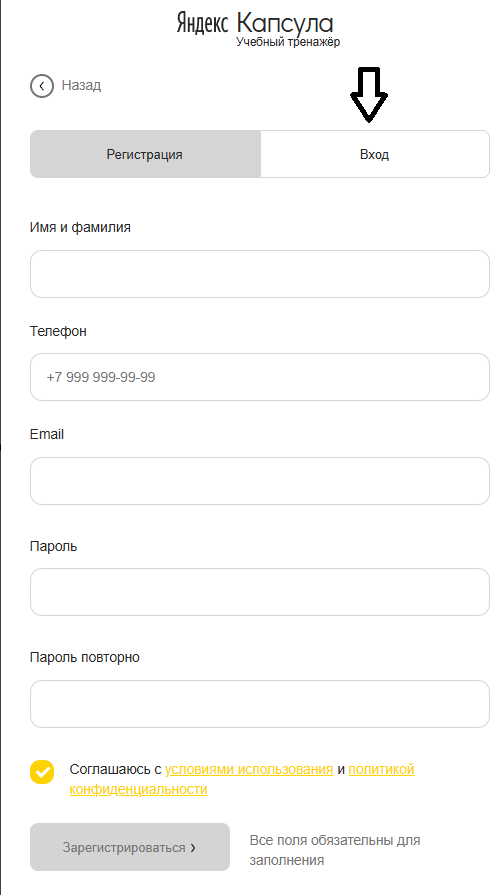 Яндекс Капсула
Учебный тренажёр
Назад
Регистрация
Вход
Имя и фамилия
Телефон
+7 999 999-99-99
Email
Пароль
Пароль повторно
Соглашаюсь с условиями использования и политикой
конфиденциальности
Зарегистрироваться
Все поля обязательны для
заполнения